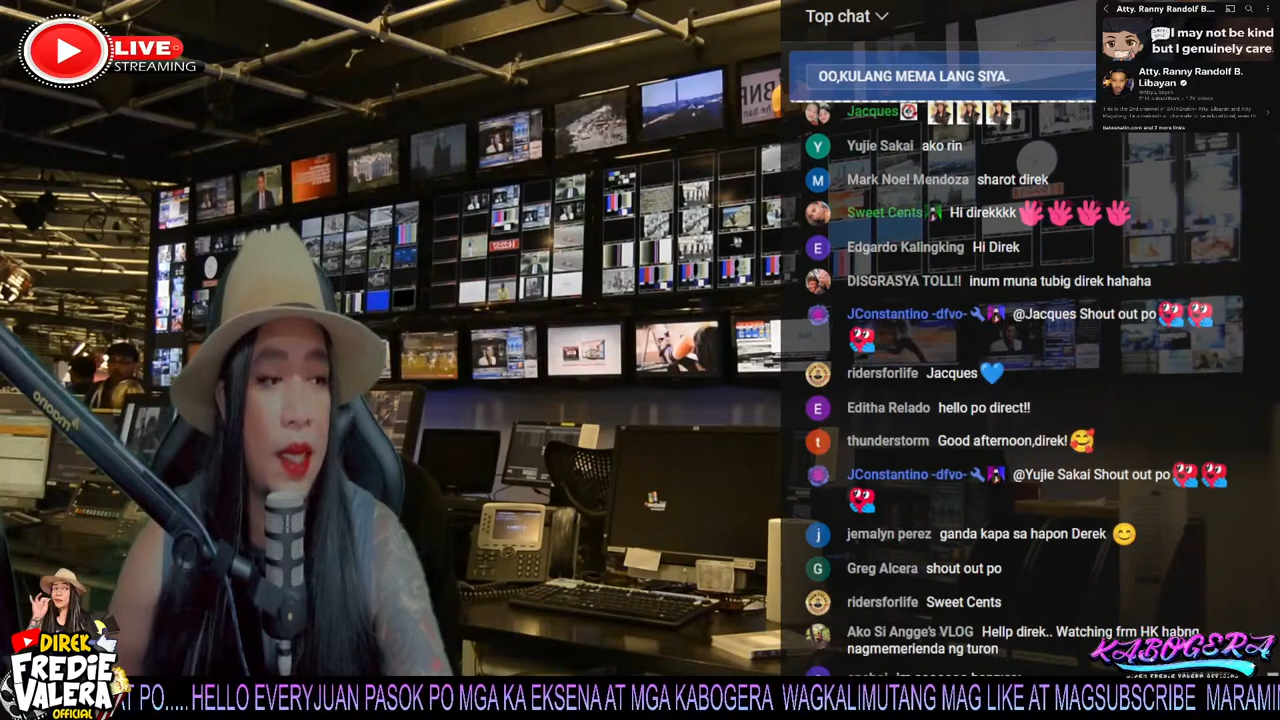 LIVE
STREAMING
Top chat
OO,KULANG MEMA LANG SIYA.
Jacques
Yujie Sakai ako rin
Mark Noel Mendoza sharot direk
Sweet Cents Hi direkkkk
Edgardo Kalingking Hi Direk
DISGRASYA TOLL!! inum muna tubig direk hahaha
JConstantino -dfvo- @Jacques Shout out po
ridersforlife Jacques
Editha Relado hello po direct!!
thunderstorm Good afternoon,direk!
JConstantino -dfvo- @Yujie Sakai Shout out po
jemalyn perez ganda kapa sa hapon Derek
Greg Alcera shout out po
ridersforlife Sweet Cents
Ako Si Angge's VLOG Hellp direk.. Watching frm HK habng
nagmemerienda ng turon
Atty. Ranny Randolf B....
I may not be kind
but I genuinely care.
Atty. Ranny Randolf B.
Libayan
maono
DIREK
FREDIE
VALERA
OFFICIAL
KABOGERA
AT PO.....HELLO EVERYJUAN PASOK PO MGA KA EKSENA AT MGA KABOGERA WAGKALIMUTANG MAG LIKE AT MAGSUBSCRIBE MARAMI